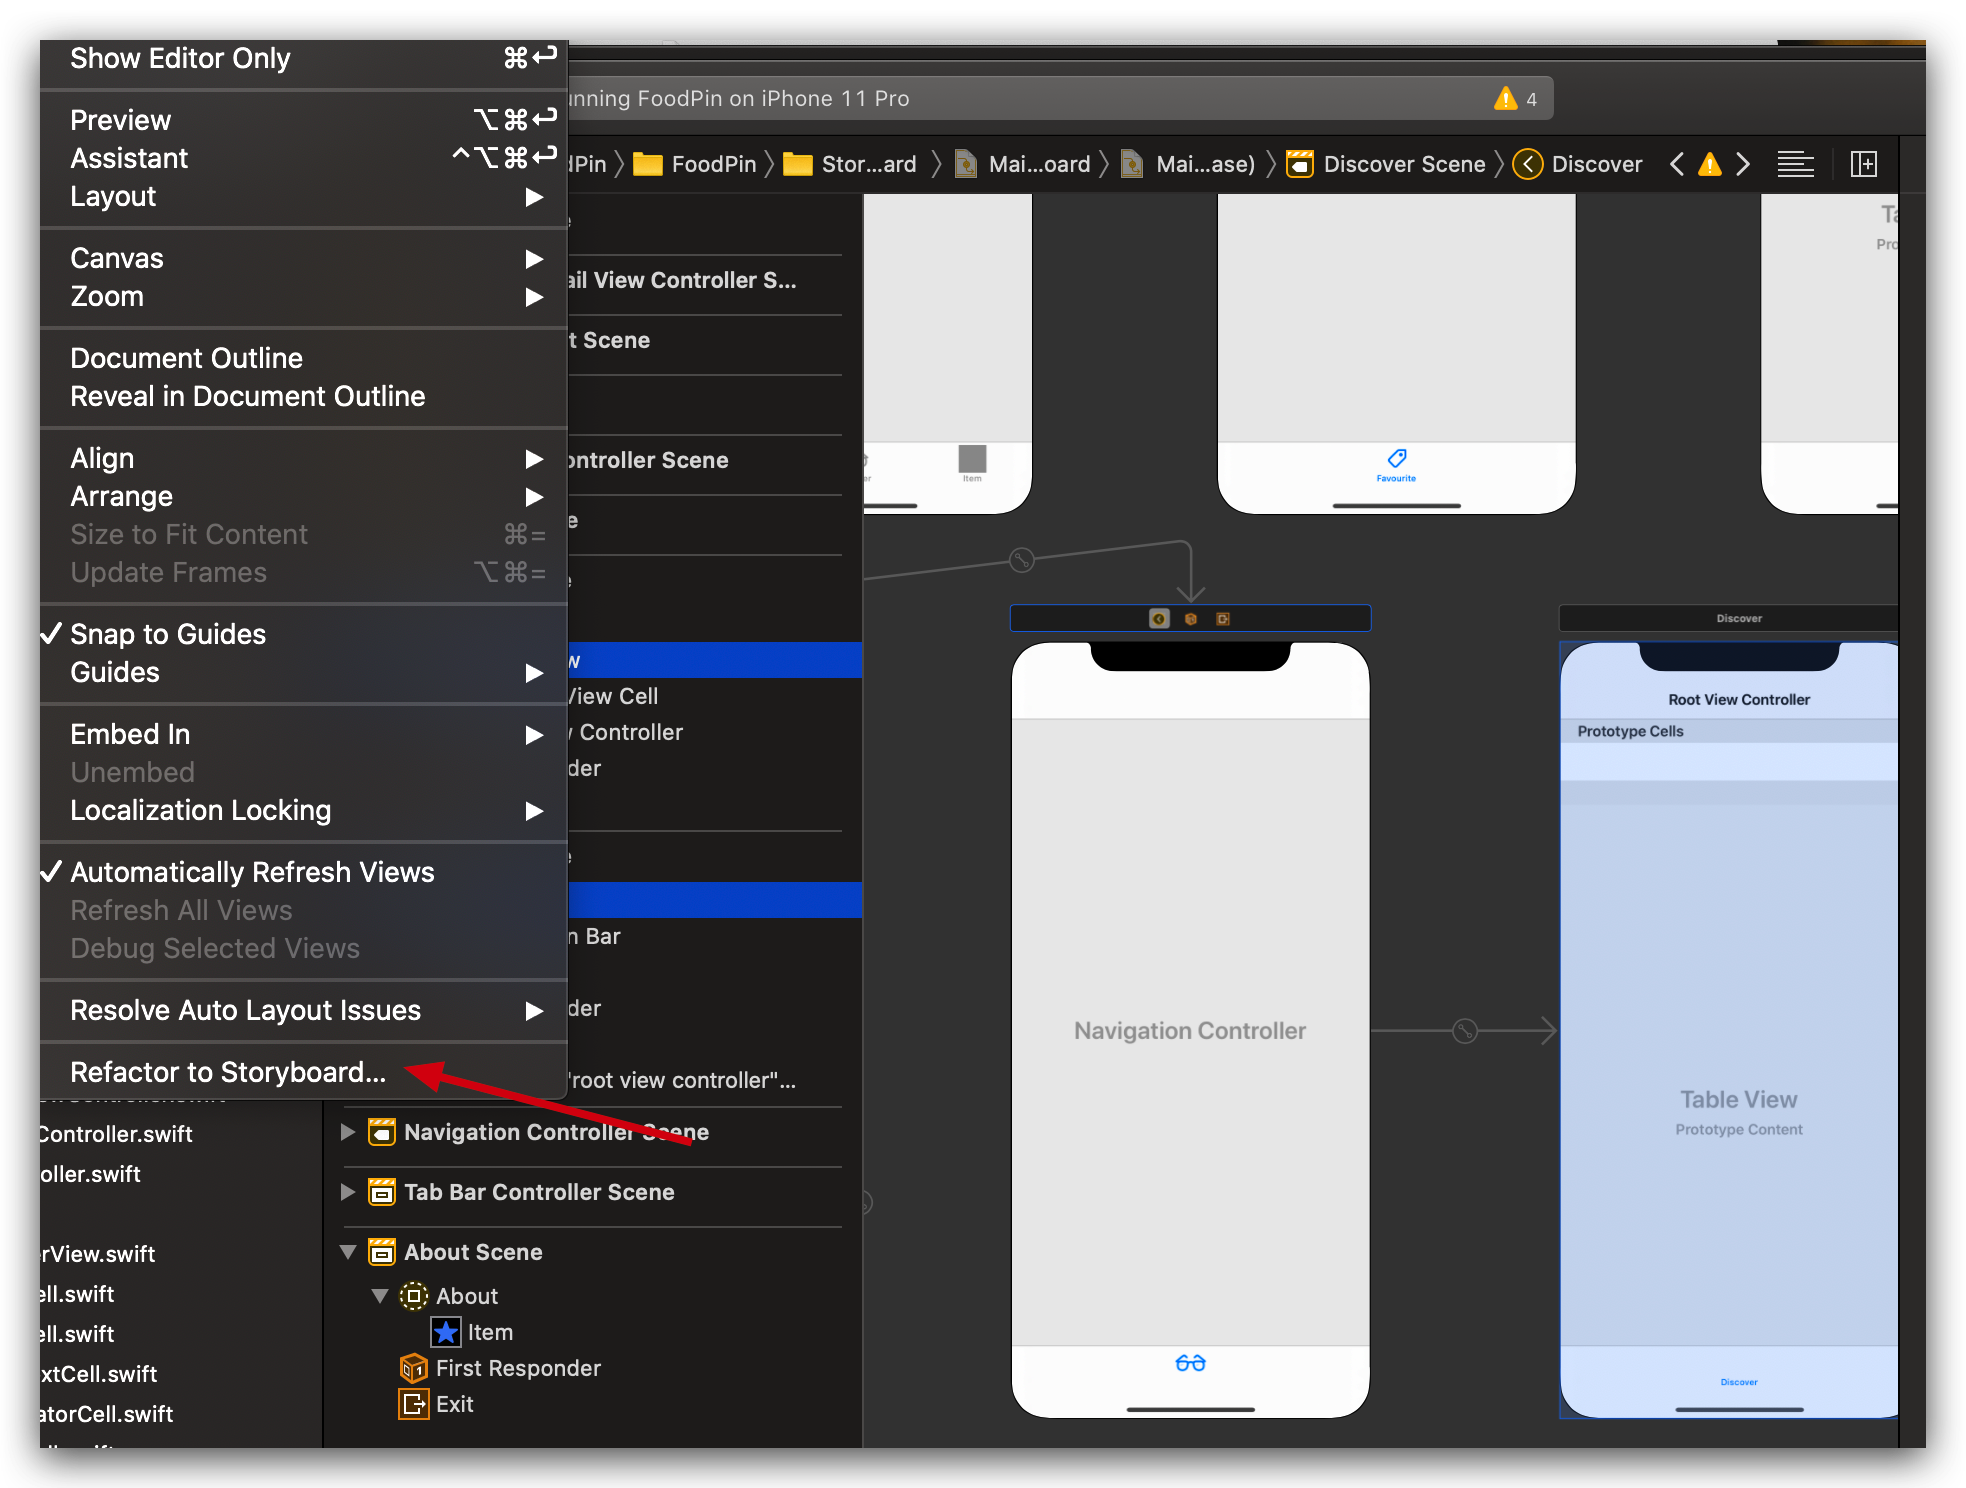 Show Editor Only ⌘↩
Preview ⌥⌘↩
Assistant ^⌥⌘↩
Layout ▶
Canvas ▶
Zoom ▶
Document Outline
Reveal in Document Outline
Align ▶
Arrange ▶
Size to Fit Content ⌘=
Update Frames ⌥⌘=
✓ Snap to Guides
Guides ▶
Embed In ▶
Unembed
Localization Locking ▶
✓ Automatically Refresh Views
Refresh All Views
Debug Selected Views
Resolve Auto Layout Issues ▶
Refactor to Storyboard...
Controller.swift
oller.swift
rView.swift
ell.swift
ell.swift
xtCell.swift
atorCell.swift
unning FoodPin on iPhone 11 Pro
4
dPin 〉 FoodPin 〉 Stor...ard 〉 Mai...oard 〉 Mai...ase) 〉 Discover Scene 〉 Discover
ail View Controller S...
t Scene
ontroller Scene
e
w
View Cell
Controller
der
n Bar
der
"root view controller"...
Navigation Controller Scene
Tab Bar Controller Scene
About Scene
About
Item
First Responder
Exit
er
Item
Favourite
Ta
Pro
Navigation Controller
Discover
Root View Controller
Prototype Cells
Table View
Prototype Content
Discover